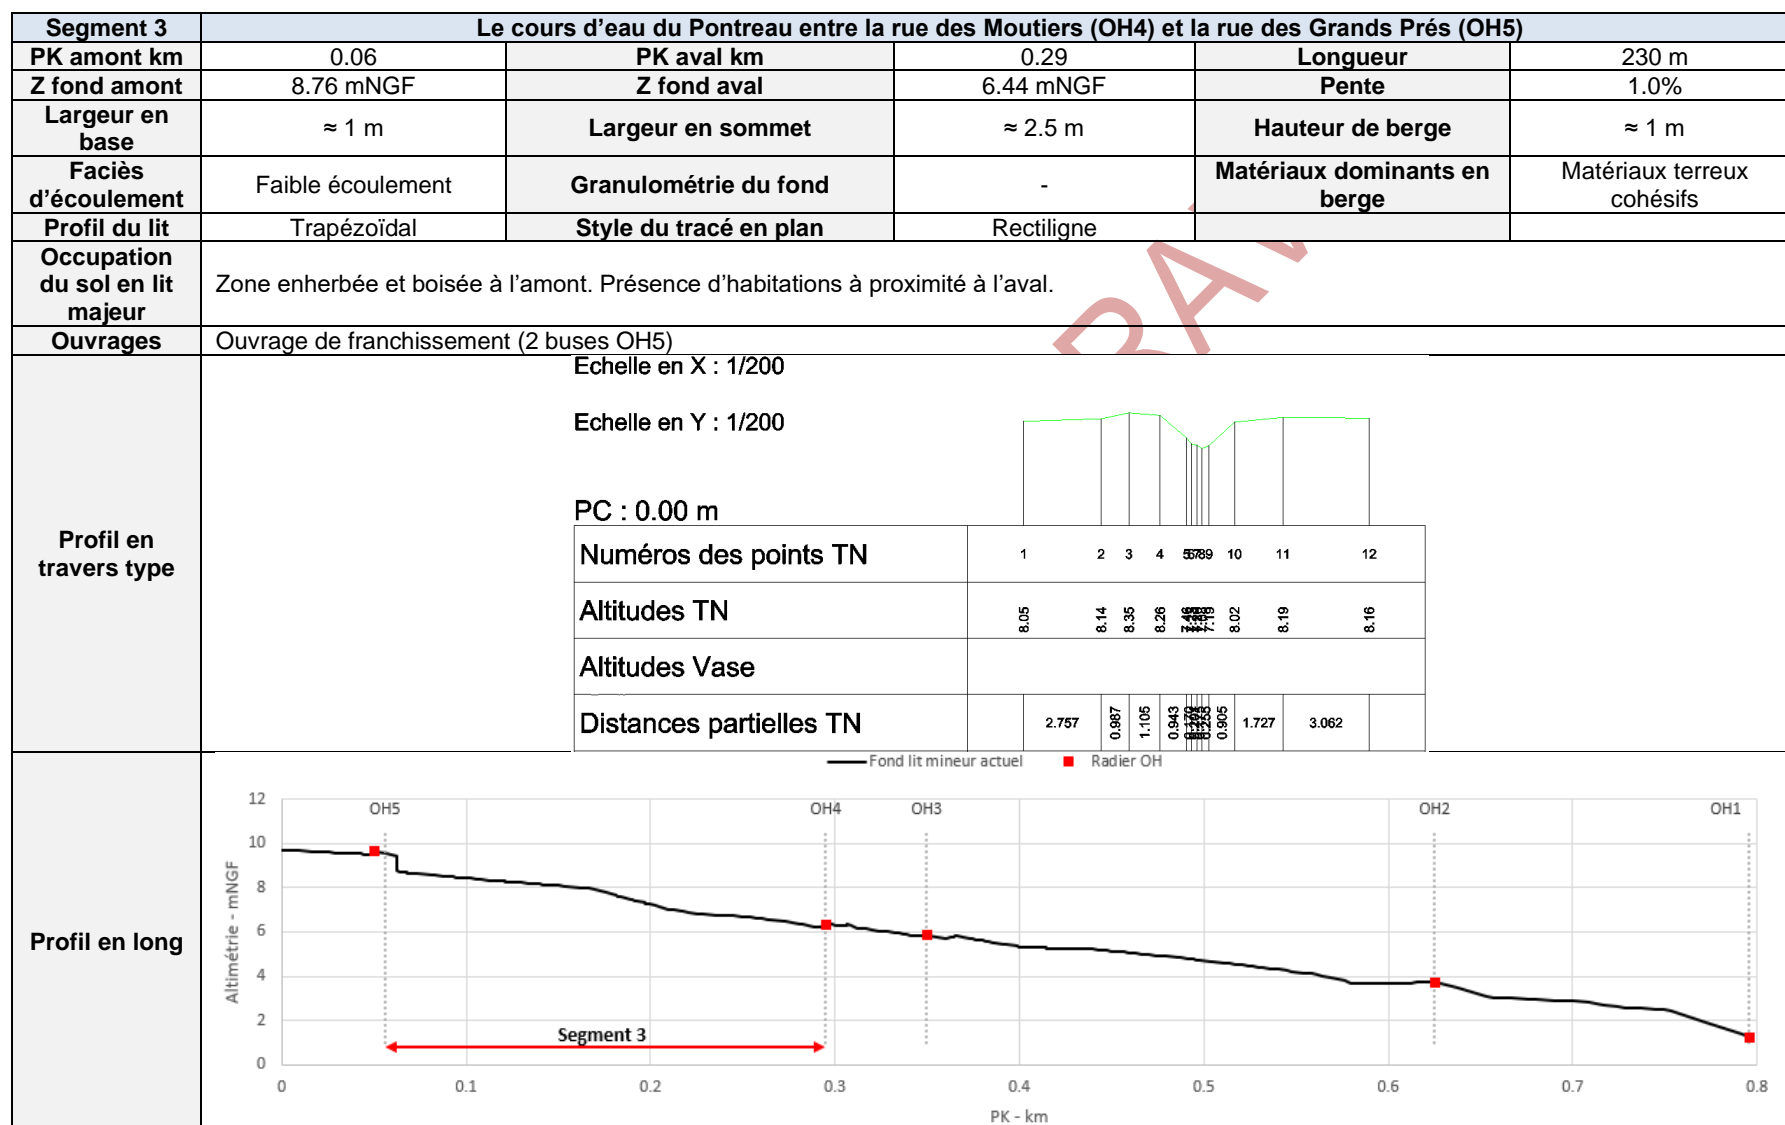 Segment 3 Le cours d'eau du Pontreau entre la rue des Moutiers (OH4) et la rue des Grands Prés (OH5)
PK amont km 0.06 PK aval km 0.29 Longueur 230 m
Z fond amont 8.76 mNGF Z fond aval 6.44 mNGF Pente 1.0%
Largeur en
base ≈ 1 m Largeur en sommet ≈ 2.5 m Hauteur de berge ≈ 1 m
Faciès
d'écoulement Faible écoulement Granulométrie du fond - Matériaux dominants en
berge Matériaux terreux
cohésifs
Profil du lit Trapézoïdal Style du tracé en plan Rectiligne
Occupation
du sol en lit
majeur Zone enherbée et boisée à l'amont. Présence d'habitations à proximité à l'aval.
Ouvrages Ouvrage de franchissement (2 buses OH5)
Profil en
travers type
Echelle en X : 1/200
Echelle en Y : 1/200
PC : 0.00 m
Numéros des points TN 1 2 3 4 5 6 7 8 9 10 11 12
Altitudes TN 8.05 8.14 8.35 8.26 7.19 8.02 8.19 8.16
Altitudes Vase
Distances partielles TN 2.757 0.987 1.105 0.943 0.905 1.727 3.062
Profil en long
Fond lit mineur actuel Radier OH
OH5 OH4 OH3 OH2 OH1
Altimétrie - mNGF
12
10
8
6
4
2
0
Segment 3
0 0.1 0.2 0.3 0.4 0.5 0.6 0.7 0.8
PK - km